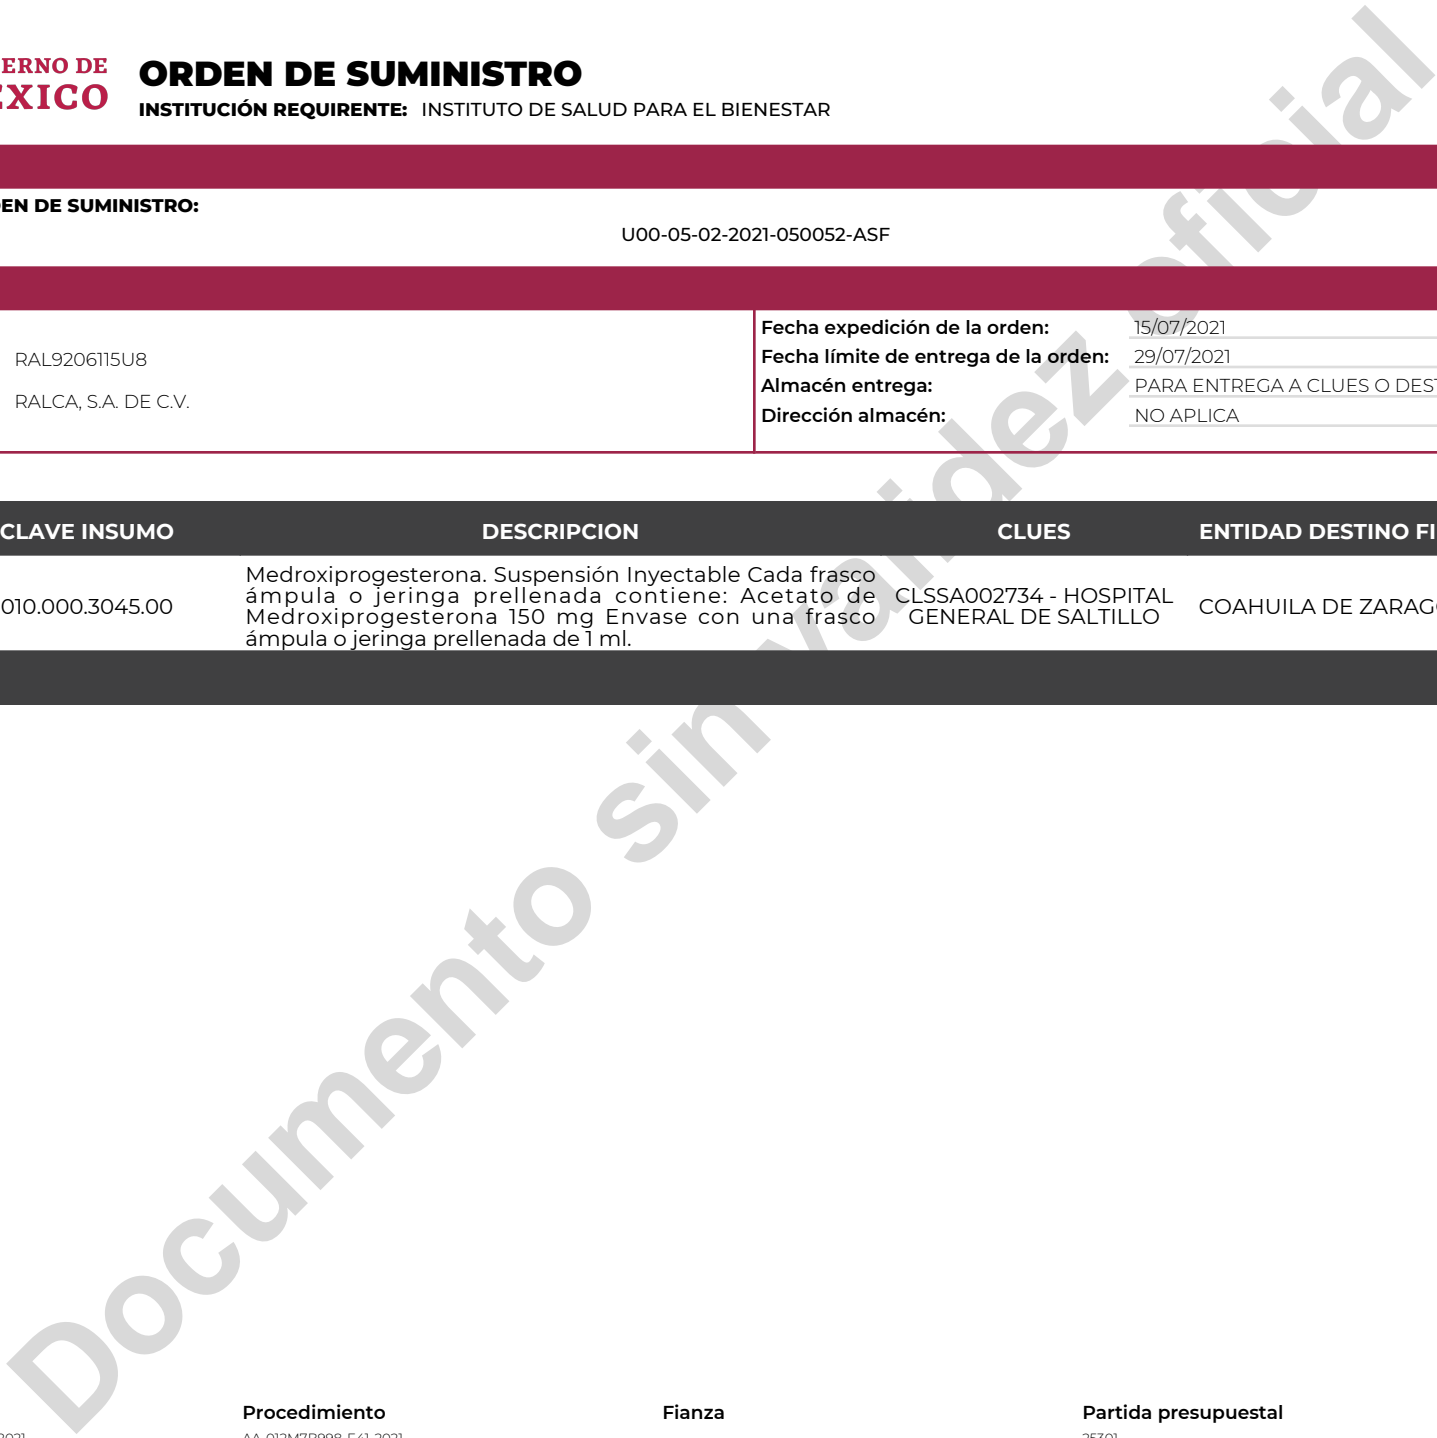 ERNO DE
ORDEN DE SUMINISTRO
INSTITUCIÓN REQUIRENTE: INSTITUTO DE SALUD PARA EL BIENESTAR
DE SUMINISTRO:
U00-05-02-2021-050052-ASF
RAL9206115U8
RALCA, S.A. DE C.V.
Fecha expedición de la orden: 15/07/2021
Fecha límite de entrega de la orden: 29/07/2021
Almacén entrega: PARA ENTREGA A CLUES O
Dirección almacén: NO APLICA
CLAVE INSUMO DESCRIPCION CLUES ENTIDAD DESTINO
010.000.3045.00
Medroxiprogesterona. Suspensión Inyectable Cada frasco
ámpula o jeringa prellenada contiene: Acetato de
Medroxiprogesterona 150 mg Envase con una frasco
ámpula o jeringa prellenada de 1 ml.
CLSSA002734 - HOSPITAL
GENERAL DE SALTILLO
COAHUILA DE
Documento sin validez oficial
Procedimiento Fianza Partida presupuestal